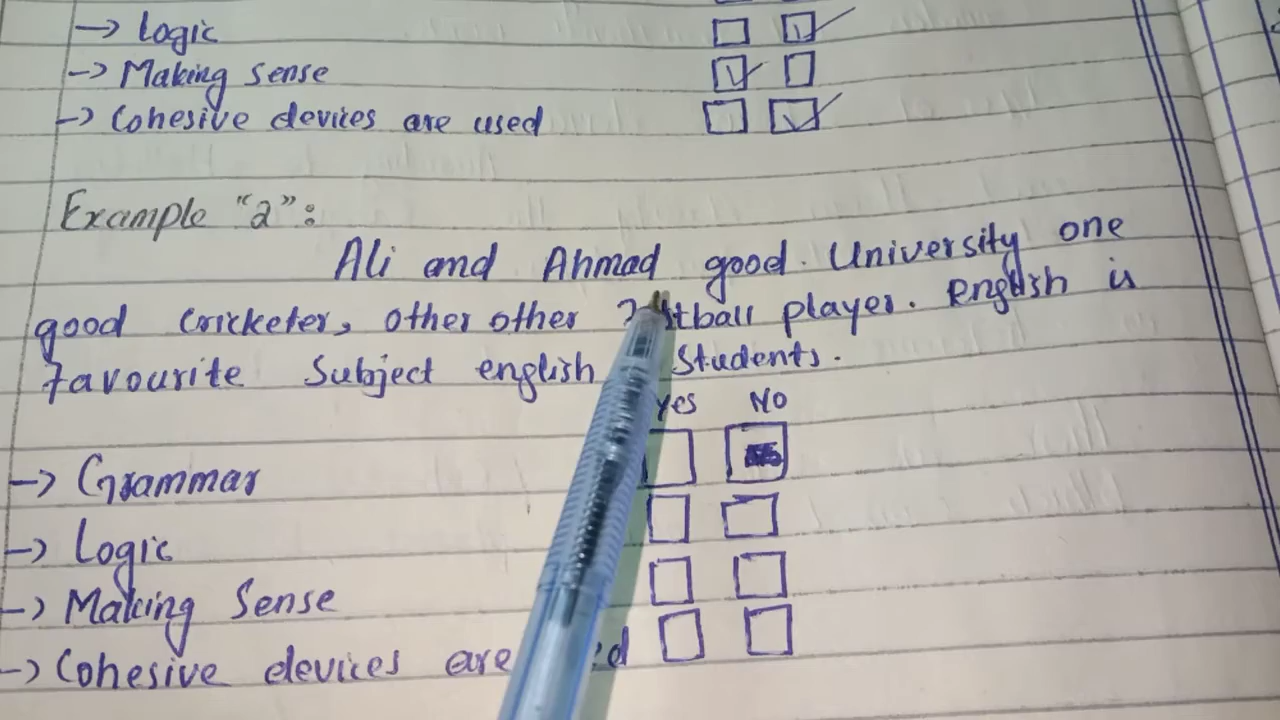 -> Logic
-> Making sense
-> Cohesive devices are used
Example "2":
Ali and Ahmad good. University one
good cricketer, other other player. english is
favourite Subject english Students.
Yes No
-> Grammar
-> Logic
-> Making Sense
-> Cohesive devices are